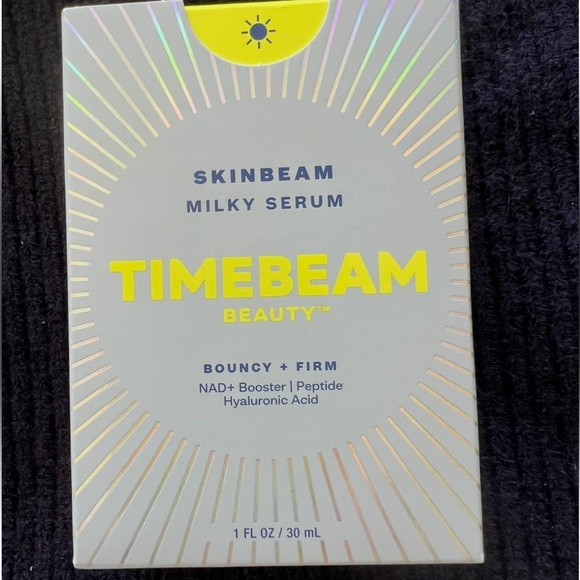 SKINBEAM
MILKY SERUM
TIMEBEAM
BEAUTY™
BOUNCY + FIRM
NAD+ Booster | Peptide
Hyaluronic Acid
1 FL OZ / 30 mL